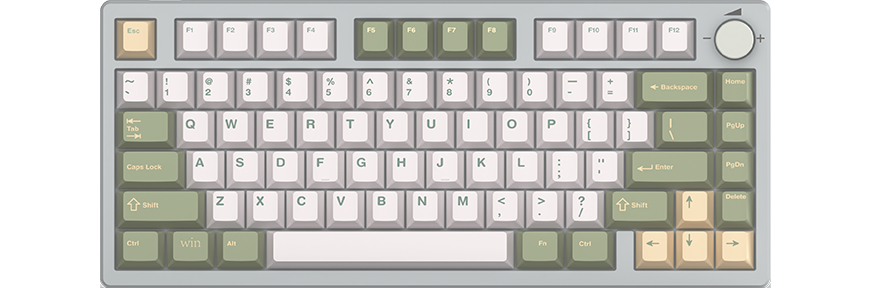 Esc F1 F2 F3 F4 F5 F6 F7 F8 F9 F10 F11 F12 − +
~ ! @ # $ % ^ & * ( ) — + Backspace Home
` 1 2 3 4 5 6 7 8 9 0 - =
Tab Q W E R T Y U I O P { } | PgUp
[ ] \
Caps Lock A S D F G H J K L : " Enter PgDn
; '
Shift Z X C V B N M < > ? Shift ↑ Delete
, . /
Ctrl win Alt Fn Ctrl ← ↓ →